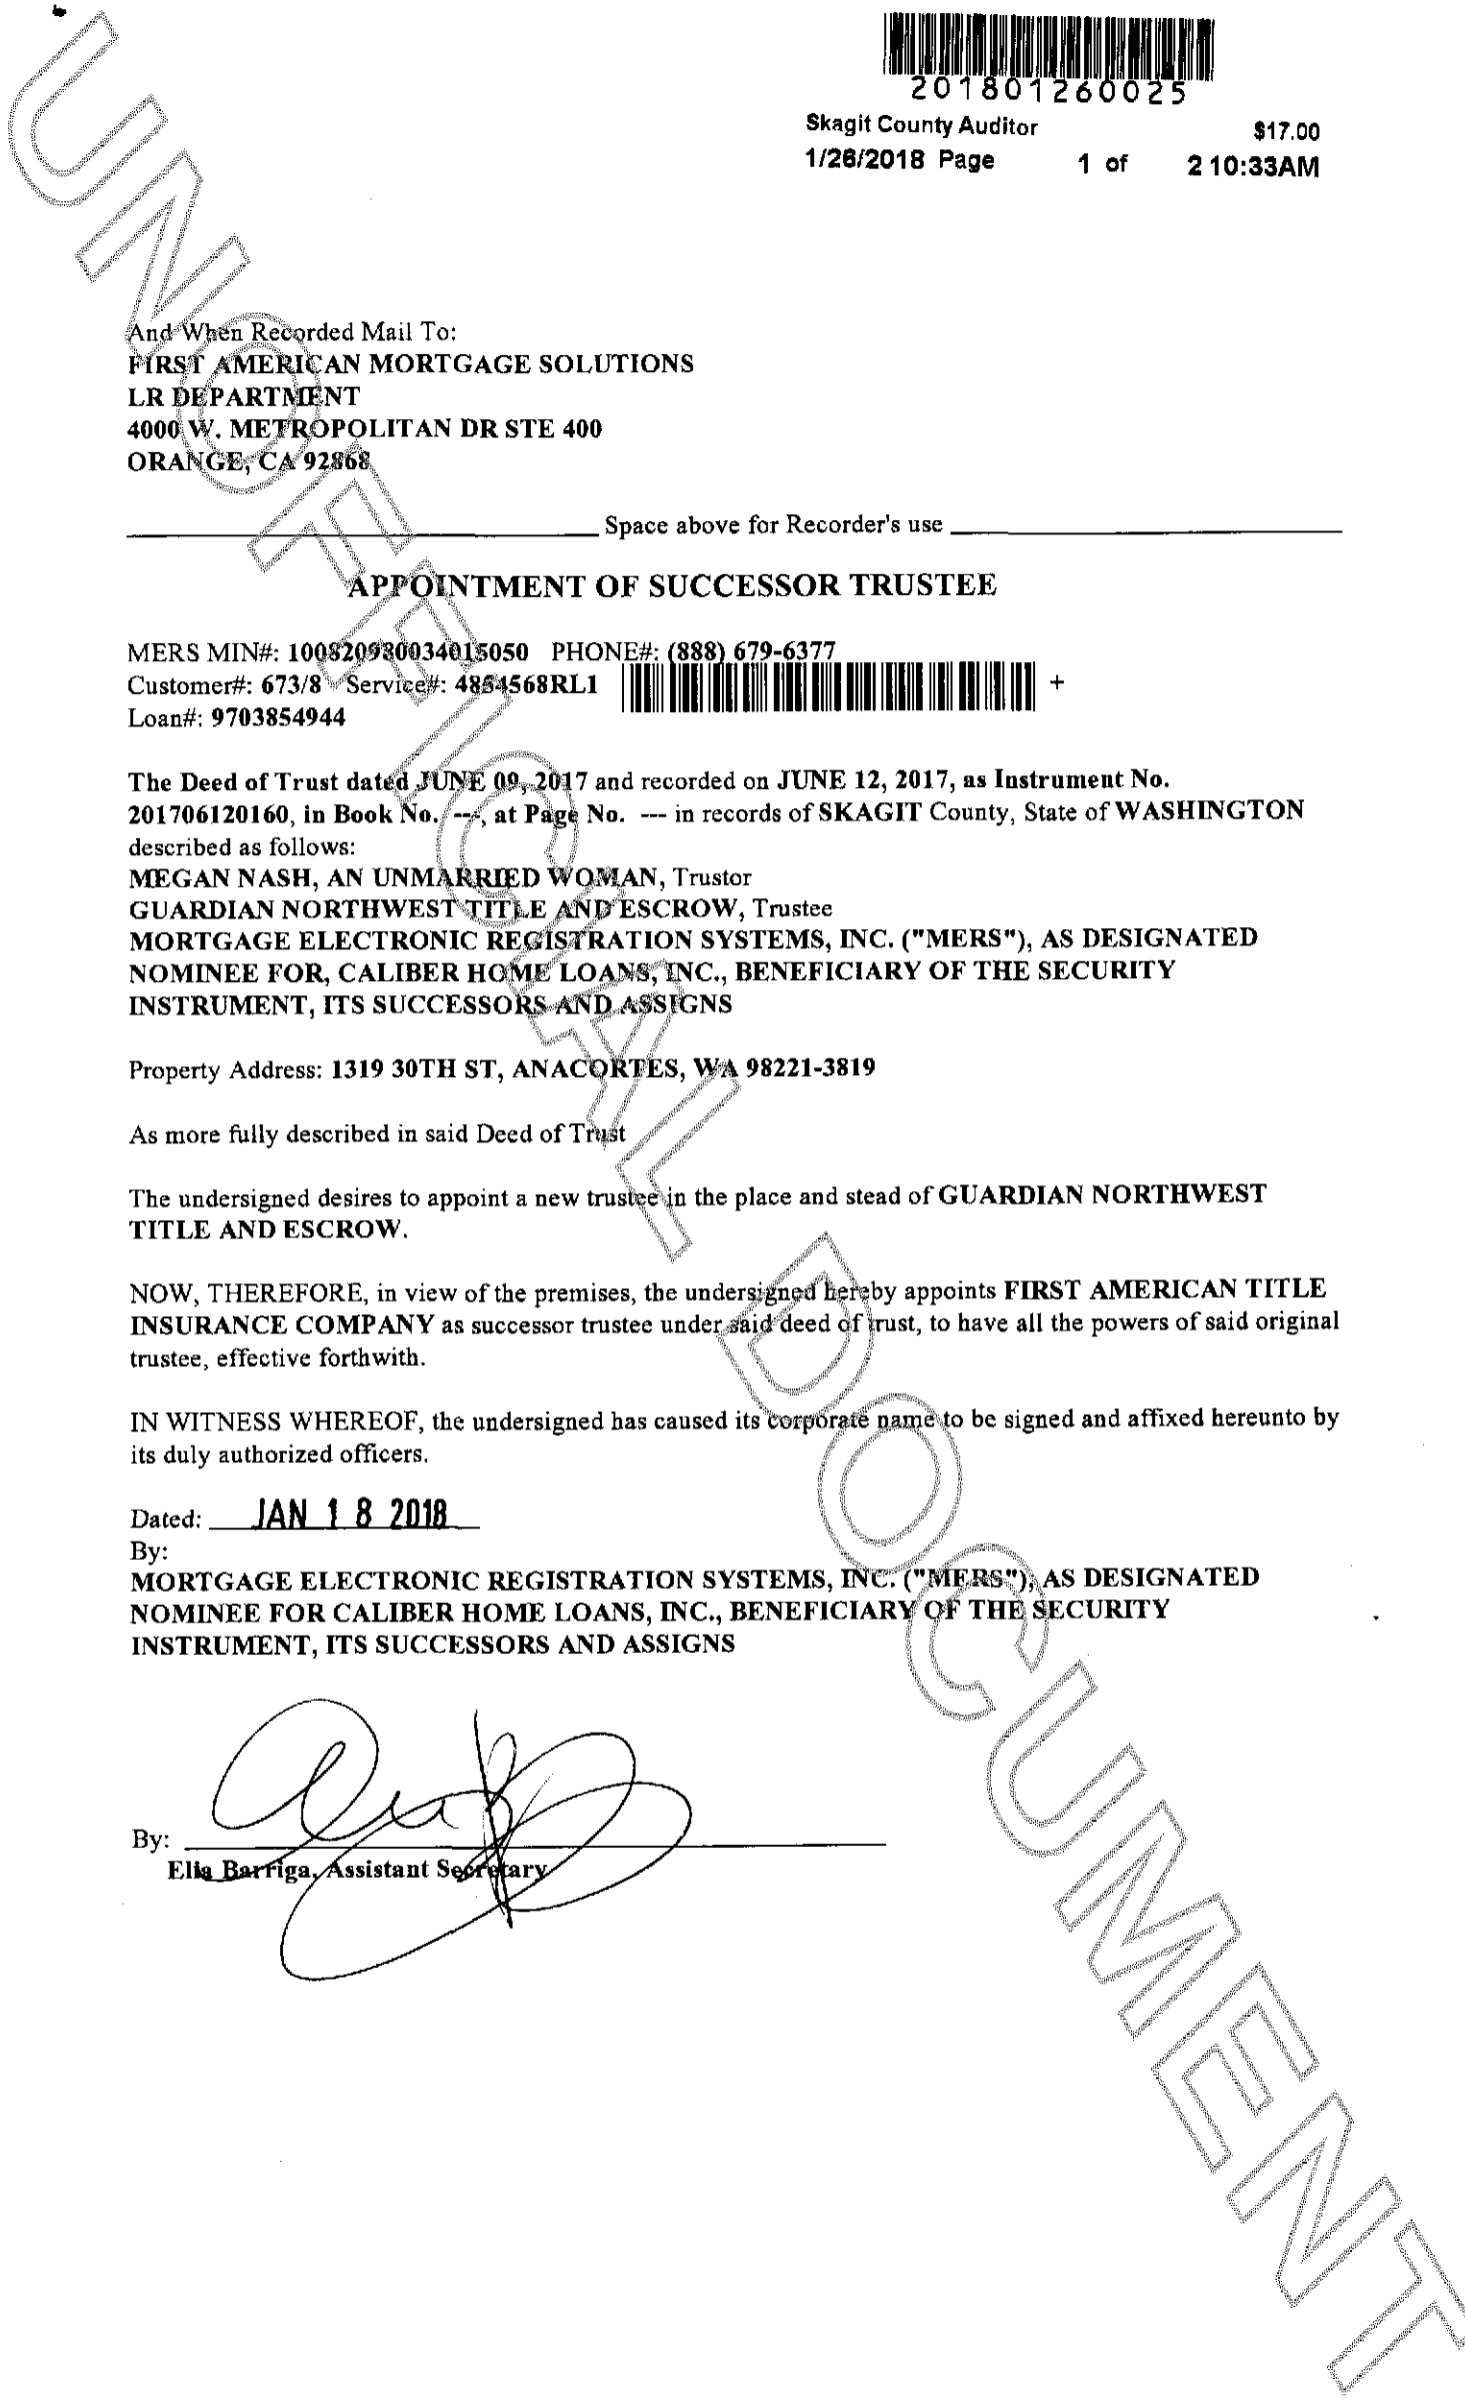 201801260025
Skagit County Auditor $17.00
1/26/2018 Page 1 of 2 10:33AM
And When Recorded Mail To:
FIRST AMERICAN MORTGAGE SOLUTIONS
LR DEPARTMENT
4000 W. METROPOLITAN DR STE 400
ORANGE, CA 92868
Space above for Recorder's use
APPOINTMENT OF SUCCESSOR TRUSTEE
MERS MIN#: 100820980034015050 PHONE#: (888) 679-6377
Customer#: 673/8 Service#: 4854568RL1 +
Loan#: 9703854944
The Deed of Trust dated JUNE 09, 2017 and recorded on JUNE 12, 2017, as Instrument No.
201706120160, in Book No. ---, at Page No. --- in records of SKAGIT County, State of WASHINGTON
described as follows:
MEGAN NASH, AN UNMARRIED WOMAN, Trustor
GUARDIAN NORTHWEST TITLE AND ESCROW, Trustee
MORTGAGE ELECTRONIC REGISTRATION SYSTEMS, INC. ("MERS"), AS DESIGNATED
NOMINEE FOR, CALIBER HOME LOANS, INC., BENEFICIARY OF THE SECURITY
INSTRUMENT, ITS SUCCESSORS AND ASSIGNS
Property Address: 1319 30TH ST, ANACORTES, WA 98221-3819
As more fully described in said Deed of Trust
The undersigned desires to appoint a new trustee in the place and stead of GUARDIAN NORTHWEST
TITLE AND ESCROW.
NOW, THEREFORE, in view of the premises, the undersigned hereby appoints FIRST AMERICAN TITLE
INSURANCE COMPANY as successor trustee under said deed of trust, to have all the powers of said original
trustee, effective forthwith.
IN WITNESS WHEREOF, the undersigned has caused its corporate name to be signed and affixed hereunto by
its duly authorized officers.
Dated: JAN 18 2018
By:
MORTGAGE ELECTRONIC REGISTRATION SYSTEMS, INC. ("MERS"), AS DESIGNATED
NOMINEE FOR CALIBER HOME LOANS, INC., BENEFICIARY OF THE SECURITY
INSTRUMENT, ITS SUCCESSORS AND ASSIGNS
By:
Elia Barriga, Assistant Secretary
UNOFFICIAL DOCUMENT